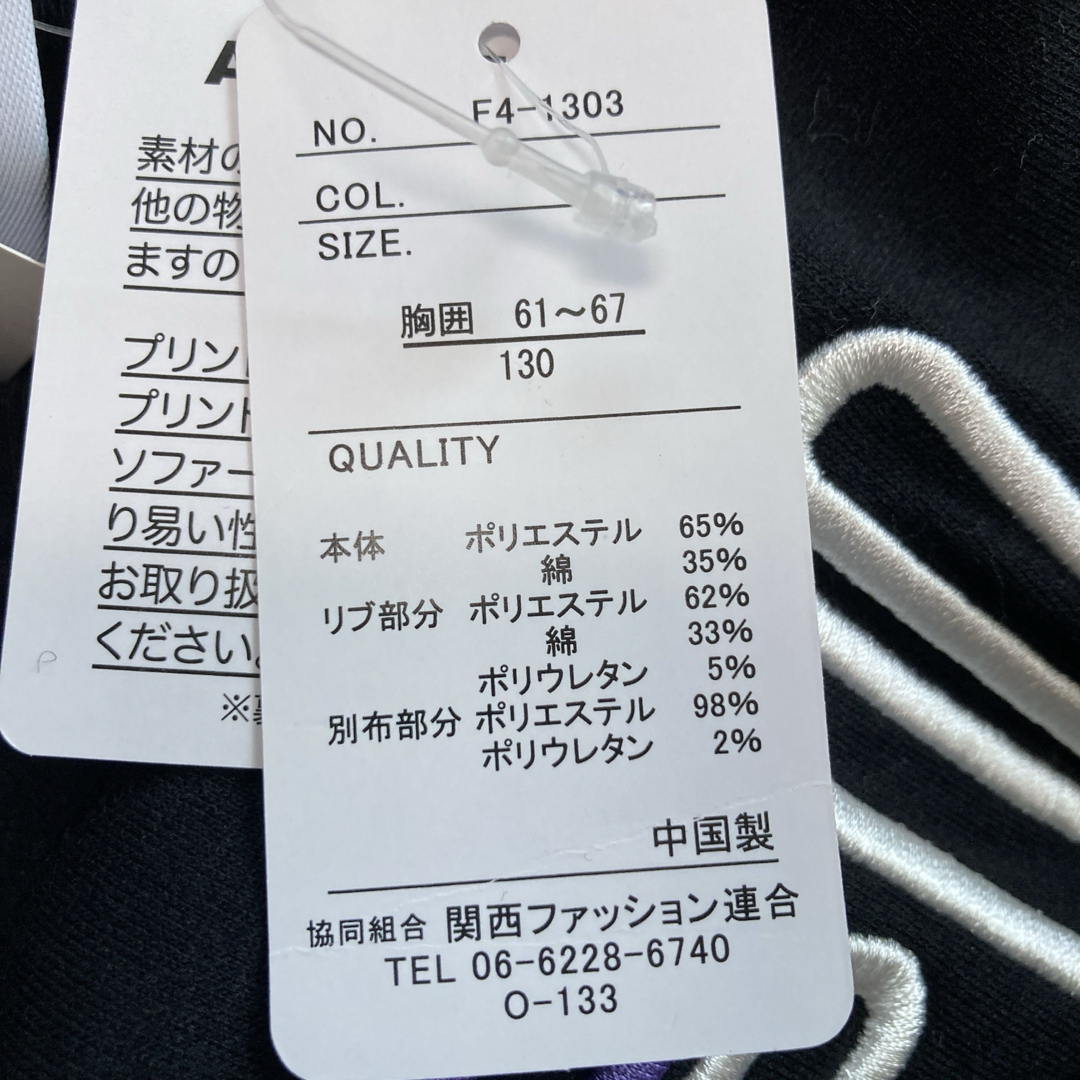 素材の
他の物
ますの
プリン
プリント
ソファー
り易い性
お取り扱
ください。
NO. F4-1303
COL.
SIZE.
胸囲 61～67
130
QUALITY
本体 ポリエステル 65%
綿 35%
リブ部分 ポリエステル 62%
綿 33%
ポリウレタン 5%
別布部分 ポリエステル 98%
ポリウレタン 2%
中国製
協同組合 関西ファッション連合
TEL 06-6228-6740
O-133